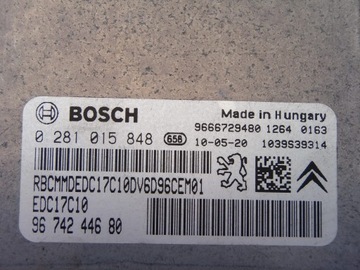 BOSCH
Made in Hungary
0 281 015 848 658
9666729480 1264 0163
10-05-20 1039S39314
RBCMMDEDC17C10DV6D96CEM01
EDC17C10
96 742 446 80